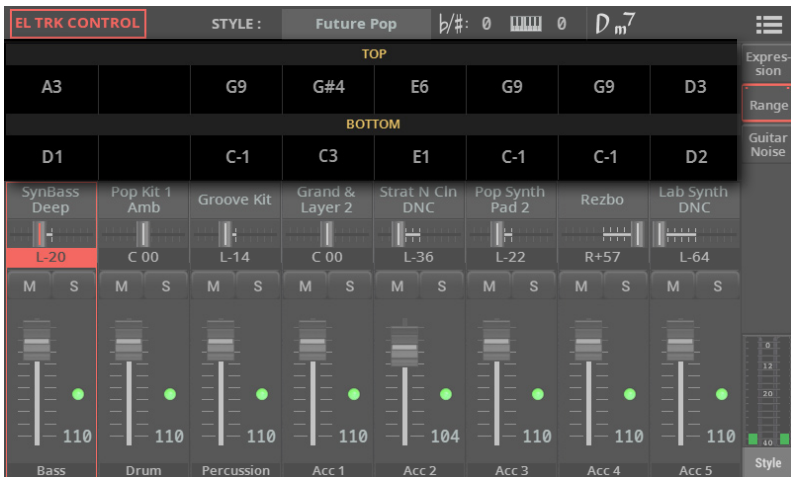 EL TRK CONTROL STYLE : Future Pop ♭/♯: 0 0 Dm7
TOP
Expres-
sion
A3 G9 G#4 E6 G9 G9 D3
Range
BOTTOM
Guitar
Noise
D1 C-1 C3 E1 C-1 C-1 D2
SynBass Pop Kit 1 Groove Kit Grand & Strat N Cln Pop Synth Rezbo Lab Synth
Deep Amb Layer 2 DNC Pad 2 DNC
L-20 C 00 L-14 C 00 L-36 L-22 R+57 L-64
M S M S M S M S M S M S M S M S
0
12
20
110 110 110 110 104 110 110 110
40
Bass Drum Percussion Acc 1 Acc 2 Acc 3 Acc 4 Acc 5 Style